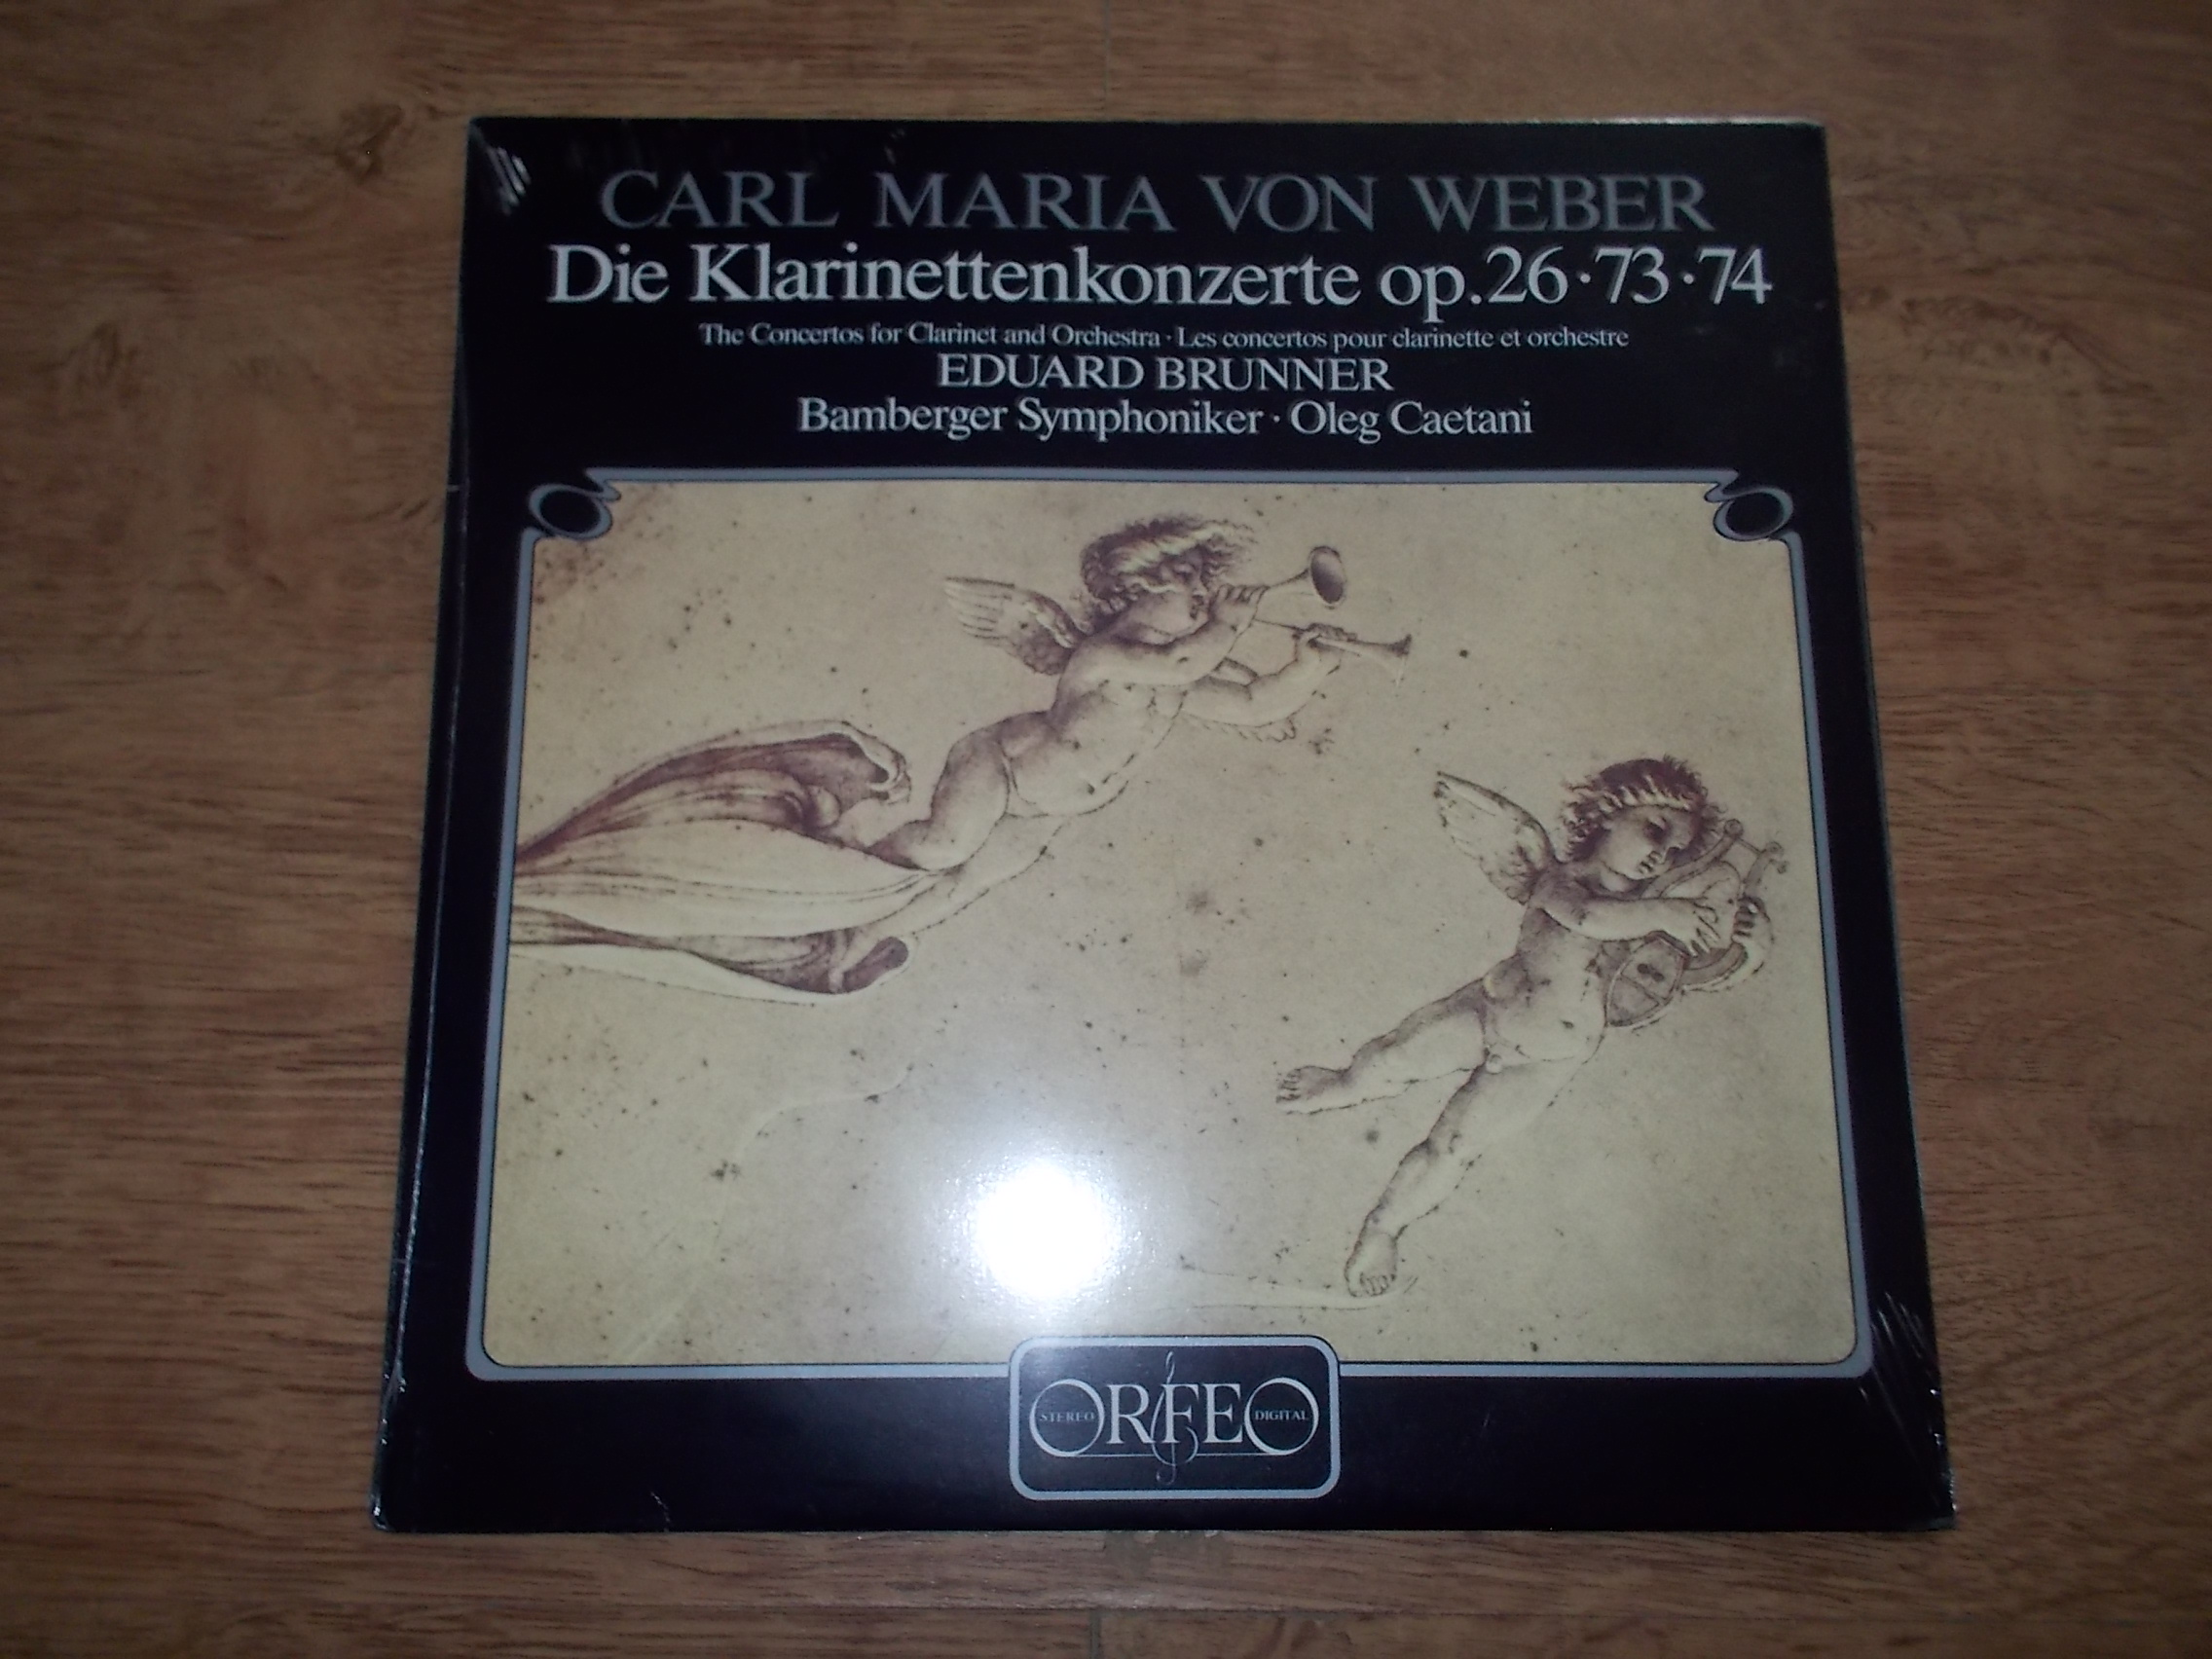 CARL MARIA VON WEBER
Die Klarinettenkonzerte op.26·73·74
The Concertos for Clarinet and Orchestra · Les concertos pour clarinette et orchestre
EDUARD BRUNNER
Bamberger Symphoniker · Oleg Caetani
STEREO ORFEO DIGITAL